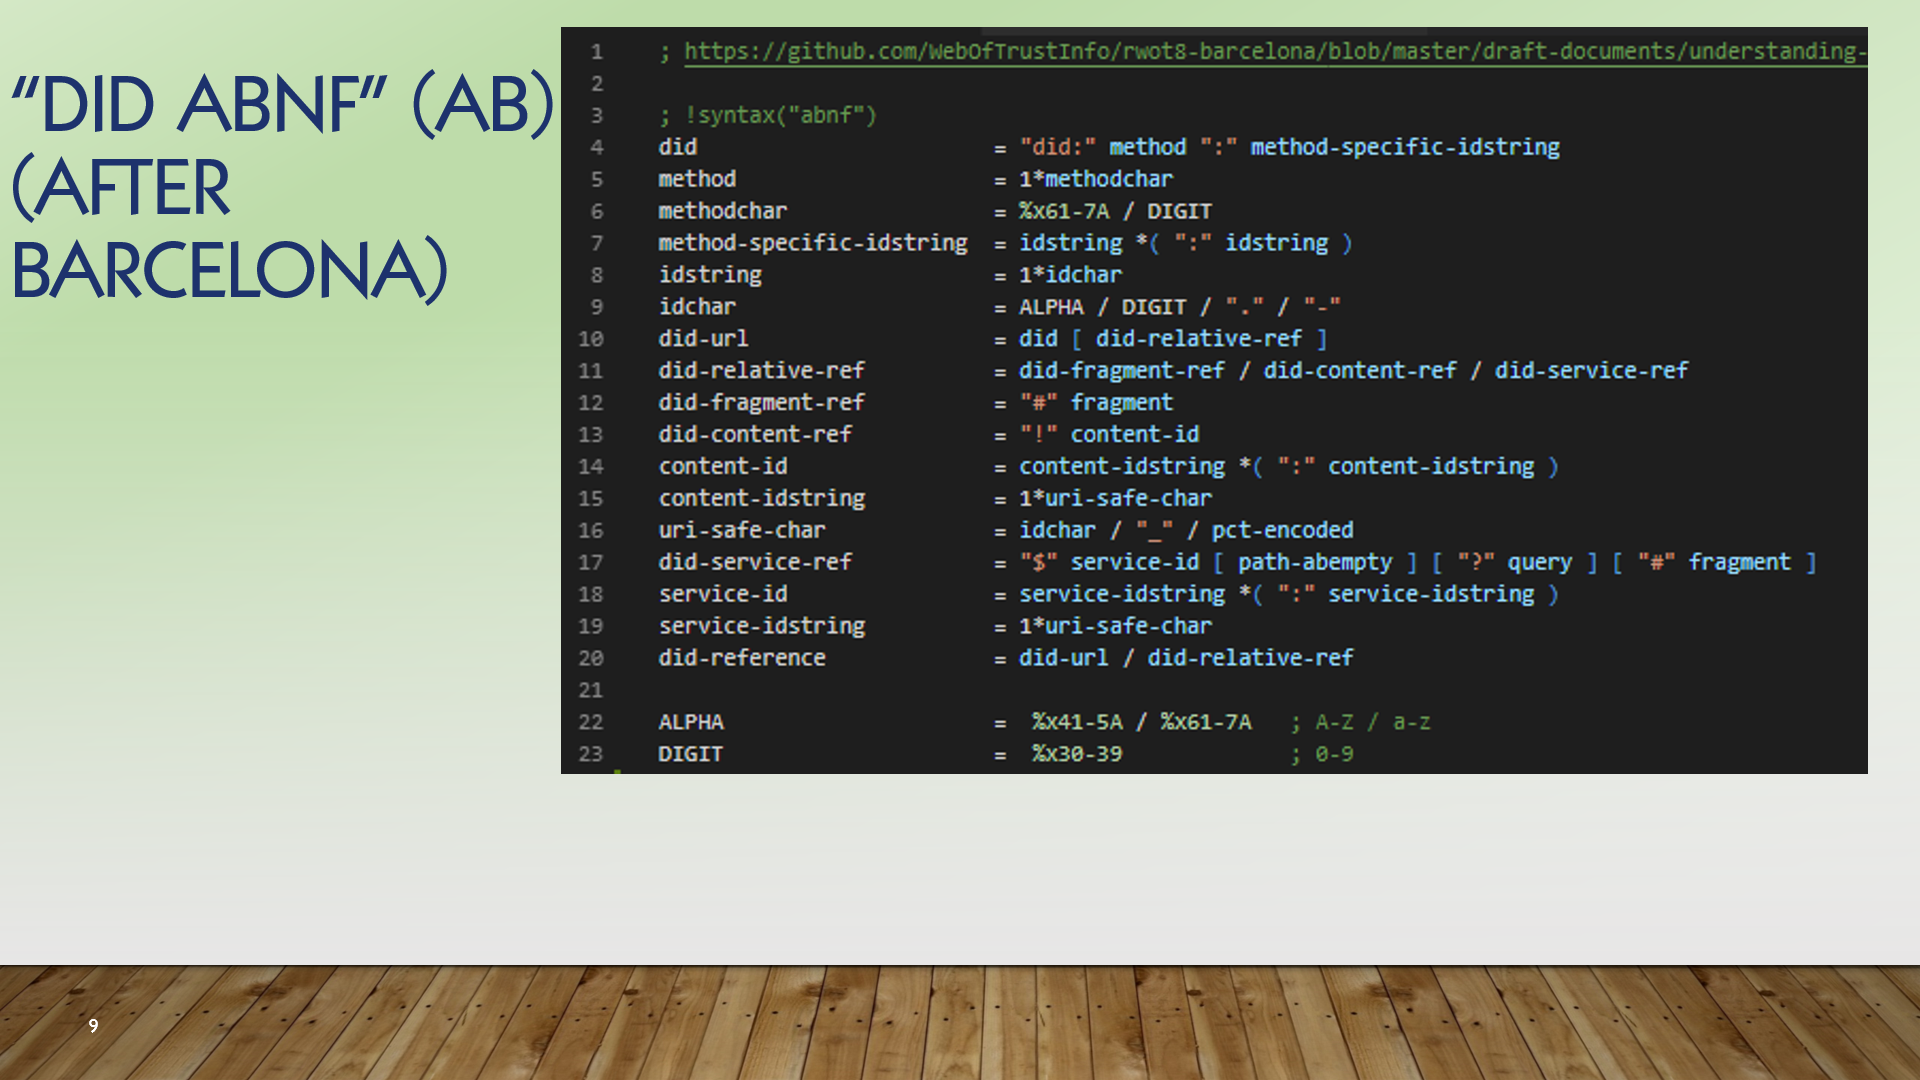 “DID ABNF” (AB)
(AFTER
BARCELONA)
1 ; https://github.com/WebOfTrustInfo/rwot8-barcelona/blob/master/draft-documents/understanding-
2
3 ; !syntax("abnf")
4 did = "did:" method ":" method-specific-idstring
5 method = 1*methodchar
6 methodchar = %x61-7A / DIGIT
7 method-specific-idstring = idstring *( ":" idstring )
8 idstring = 1*idchar
9 idchar = ALPHA / DIGIT / "." / "-"
10 did-url = did [ did-relative-ref ]
11 did-relative-ref = did-fragment-ref / did-content-ref / did-service-ref
12 did-fragment-ref = "#" fragment
13 did-content-ref = "!" content-id
14 content-id = content-idstring *( ":" content-idstring )
15 content-idstring = 1*uri-safe-char
16 uri-safe-char = idchar / "_" / pct-encoded
17 did-service-ref = "$" service-id [ path-abempty ] [ "?" query ] [ "#" fragment ]
18 service-id = service-idstring *( ":" service-idstring )
19 service-idstring = 1*uri-safe-char
20 did-reference = did-url / did-relative-ref
21
22 ALPHA = %x41-5A / %x61-7A ; A-Z / a-z
23 DIGIT = %x30-39 ; 0-9
9